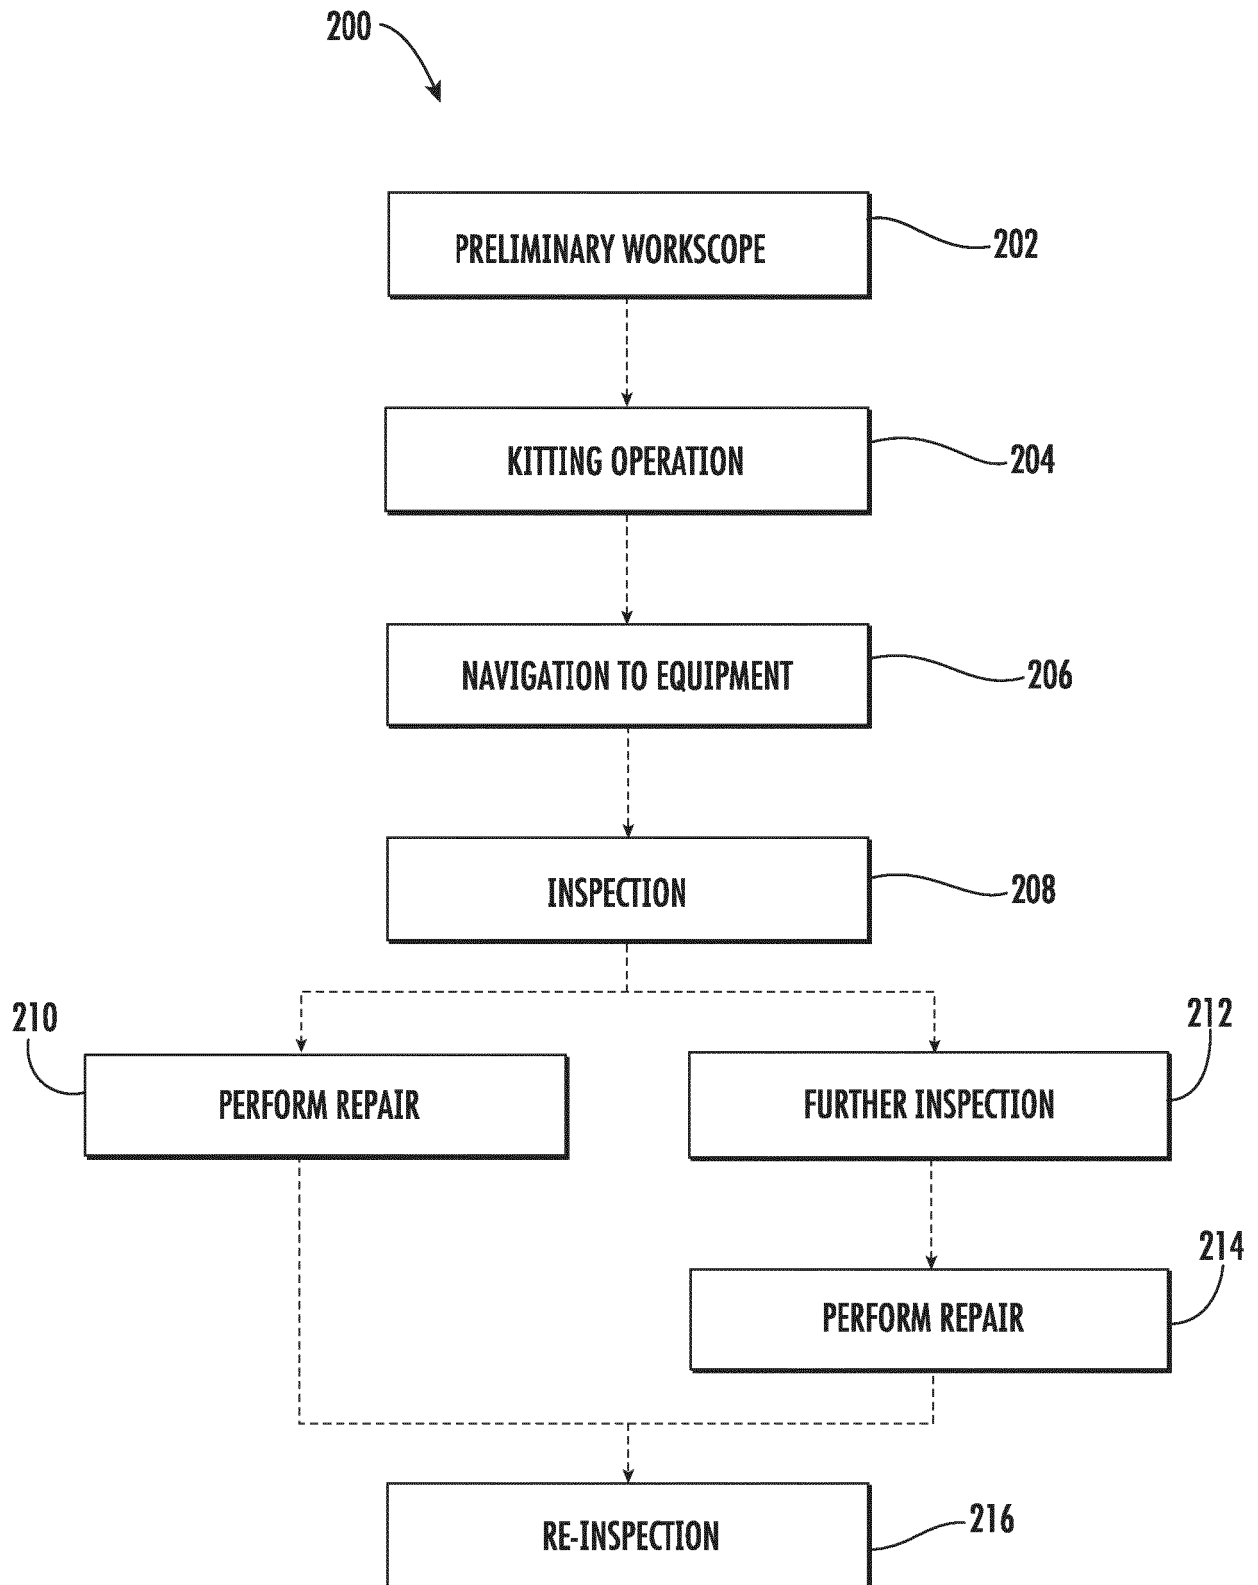 200
PRELIMINARY WORKSCOPE
202
KITTING OPERATION
204
NAVIGATION TO EQUIPMENT
206
INSPECTION
208
210
212
PERFORM REPAIR
FURTHER INSPECTION
214
PERFORM REPAIR
RE-INSPECTION
216